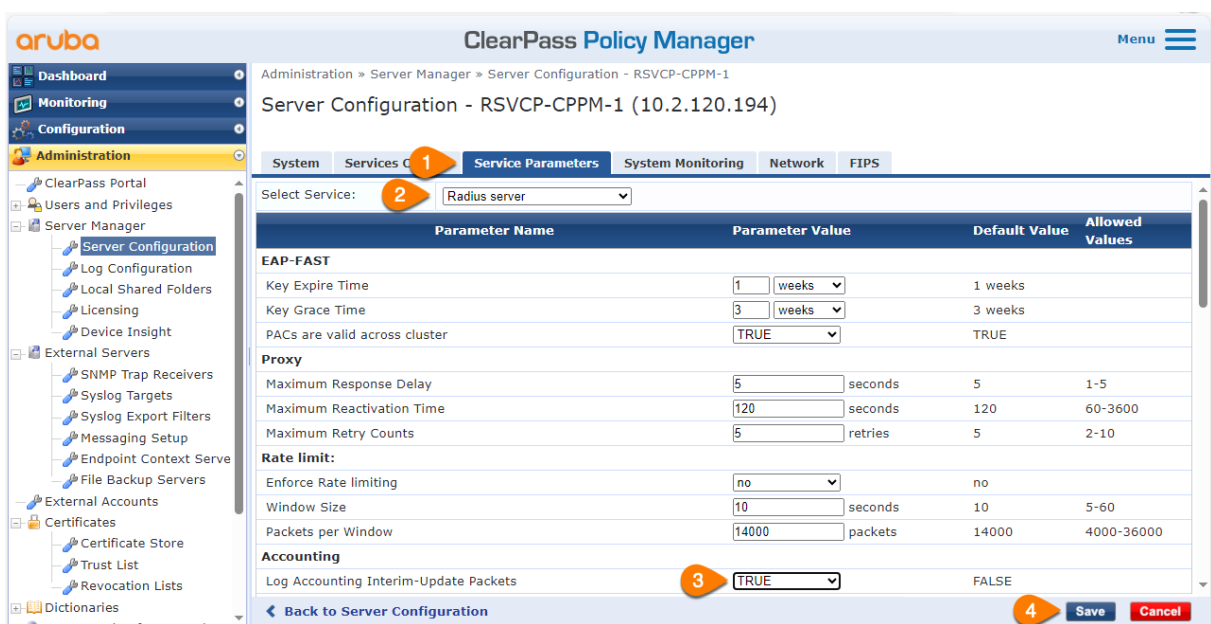 aruba
ClearPass Policy Manager
Menu
Dashboard
Monitoring
Configuration
Administration
ClearPass Portal
Users and Privileges
Server Manager
Server Configuration
Log Configuration
Local Shared Folders
Licensing
Device Insight
External Servers
SNMP Trap Receivers
Syslog Targets
Syslog Export Filters
Messaging Setup
Endpoint Context Serve
File Backup Servers
External Accounts
Certificates
Certificate Store
Trust List
Revocation Lists
Dictionaries
Administration » Server Manager » Server Configuration - RSVCP-CPPM-1
Server Configuration - RSVCP-CPPM-1 (10.2.120.194)
System Services C 1 Service Parameters System Monitoring Network FIPS
Select Service: 2 Radius server
Parameter Name Parameter Value Default Value Allowed Values
EAP-FAST
Key Expire Time 1 weeks 1 weeks
Key Grace Time 3 weeks 3 weeks
PACs are valid across cluster TRUE TRUE
Proxy
Maximum Response Delay 5 seconds 5 1-5
Maximum Reactivation Time 120 seconds 120 60-3600
Maximum Retry Counts 5 retries 5 2-10
Rate limit:
Enforce Rate limiting no no
Window Size 10 seconds 10 5-60
Packets per Window 14000 packets 14000 4000-36000
Accounting
Log Accounting Interim-Update Packets 3 TRUE FALSE
Back to Server Configuration 4 Save Cancel